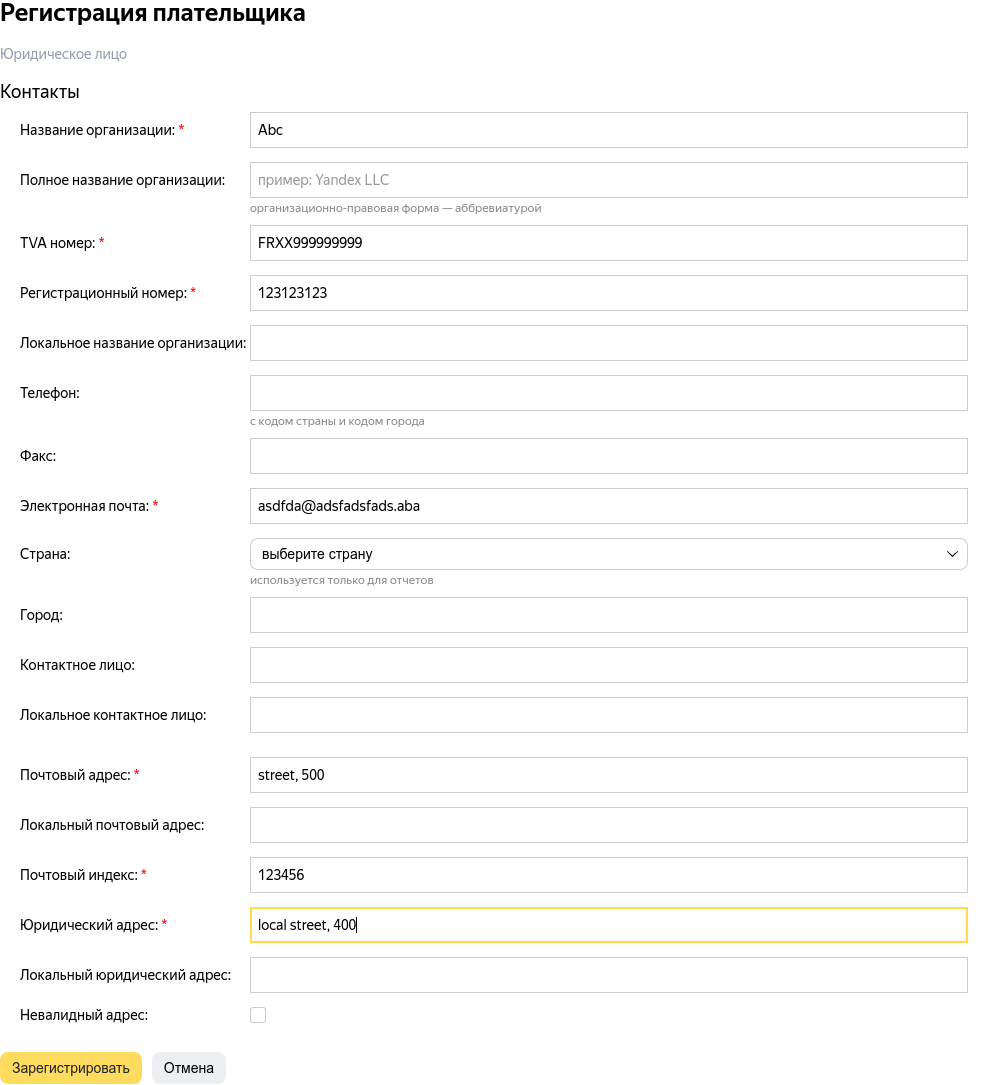 Регистрация плательщика
Юридическое лицо
Контакты
Название организации: * Abc
Полное название организации: пример: Yandex LLC
организационно-правовая форма — аббревиатурой
TVA номер: * FRXX999999999
Регистрационный номер: * 123123123
Локальное название организации:
Телефон:
с кодом страны и кодом города
Факс:
Электронная почта: * asdfda@adsfadsfads.aba
Страна: выберите страну
используется только для отчетов
Город:
Контактное лицо:
Локальное контактное лицо:
Почтовый адрес: * street, 500
Локальный почтовый адрес:
Почтовый индекс: * 123456
Юридический адрес: * local street, 400
Локальный юридический адрес:
Невалидный адрес:
Зарегистрировать Отмена